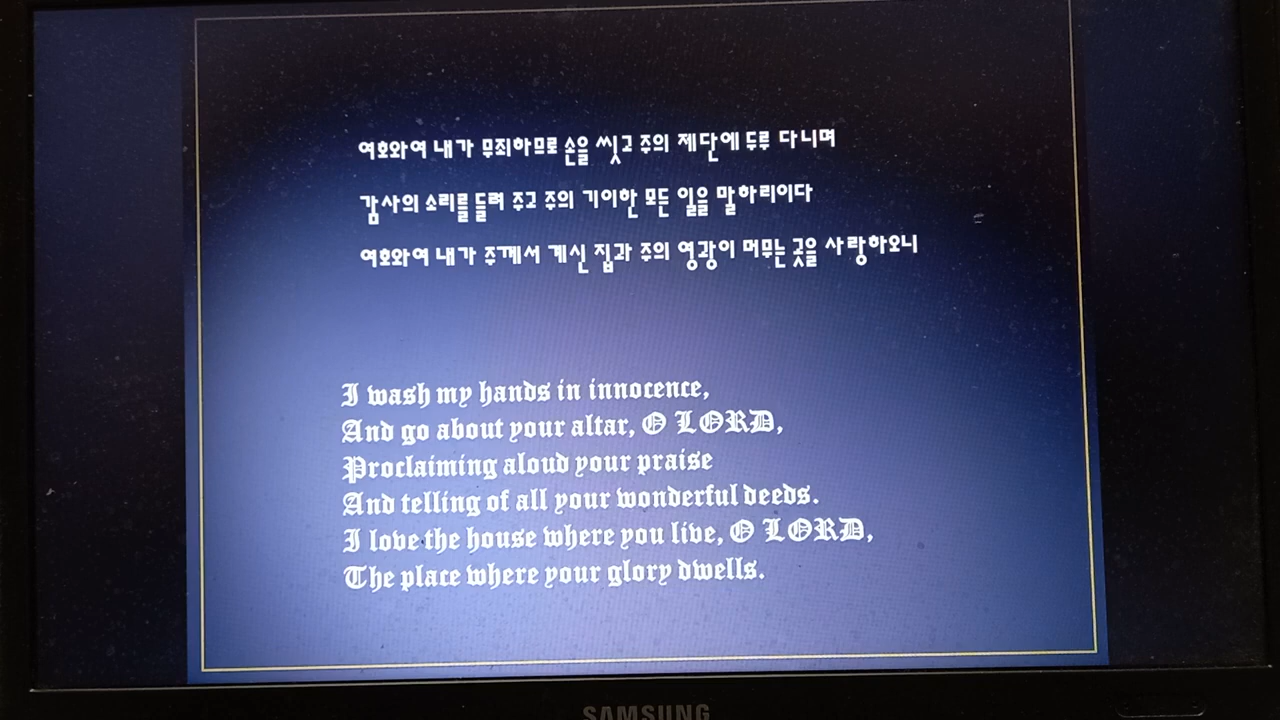 여호와여 내가 무죄하므로 손을 씻고 주의 제단에 두루 다니며
감사의 소리를 들려 주고 주의 기이한 모든 일을 말하리이다
여호와여 내가 주께서 계신 집과 주의 영광이 머무는 곳을 사랑하오니
I wash my hands in innocence,
And go about your altar, O LORD,
Proclaiming aloud your praise
And telling of all your wonderful deeds.
I love the house where you live, O LORD,
The place where your glory dwells.
SAMSUNG